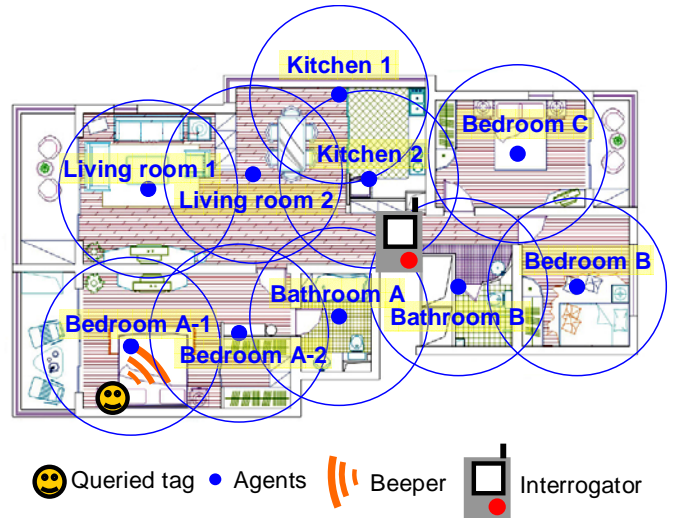 Kitchen 1
Bedroom C
Kitchen 2
Living room 1
Living room 2
Bedroom B
Bathroom A
Bathroom B
Bedroom A-1
Bedroom A-2
Queried tag
Agents
Beeper
Interrogator